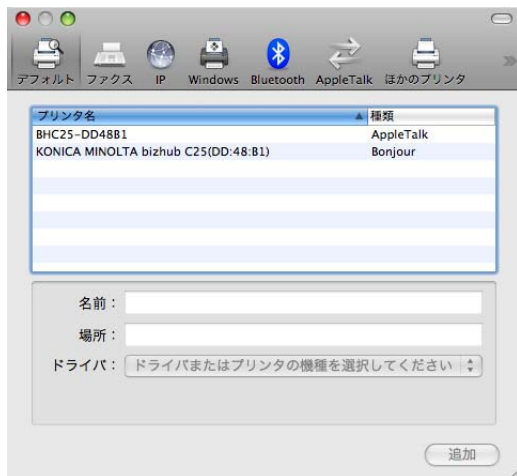 デフォルト ファクス IP Windows Bluetooth AppleTalk ほかのプリンタ
プリンタ名 種類
BHC25-DD48B1 AppleTalk
KONICA MINOLTA bizhub C25(DD:48:B1) Bonjour
名前：
場所：
ドライバ： ドライバまたはプリンタの機種を選択してください
追加